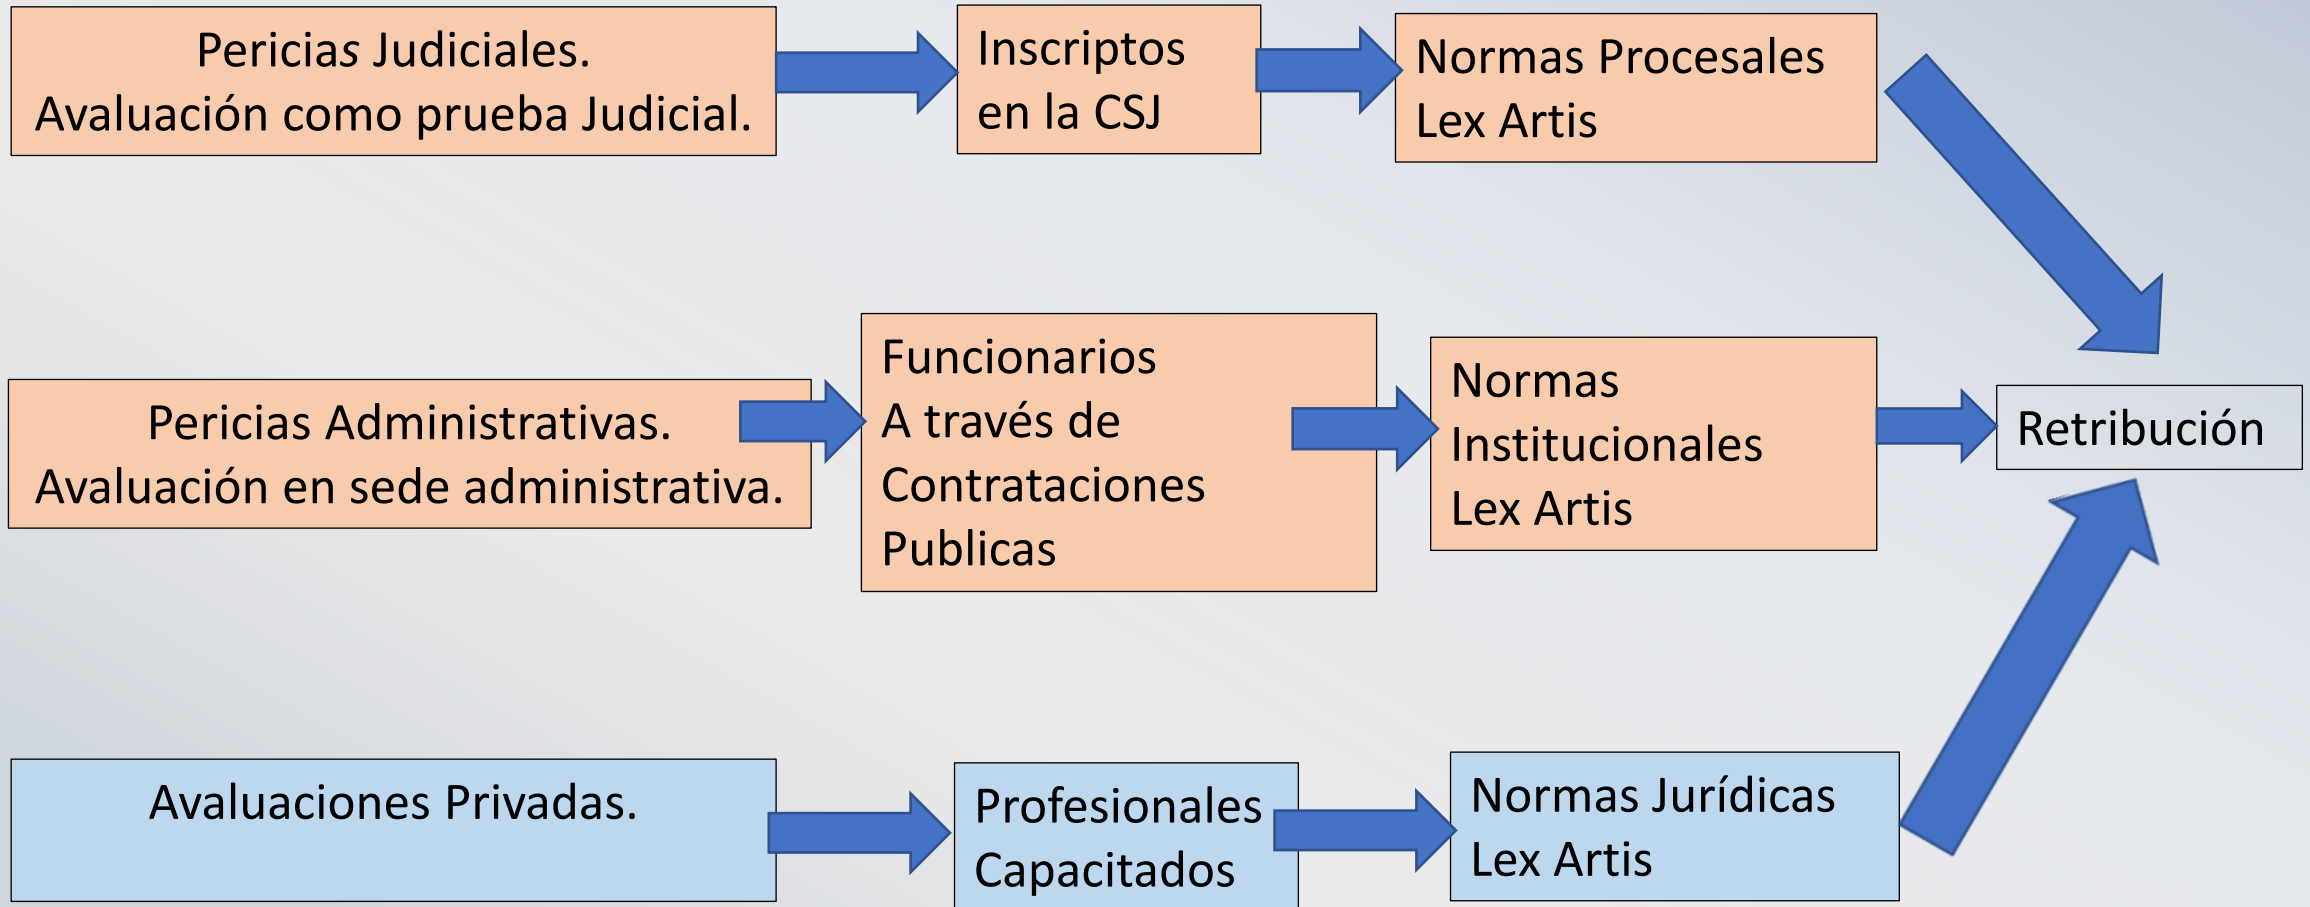 Pericias Judiciales.
Avaluación como prueba Judicial.
Inscriptos
en la CSJ
Normas Procesales
Lex Artis
Pericias Administrativas.
Avaluación en sede administrativa.
Funcionarios
A través de
Contrataciones
Publicas
Normas
Institucionales
Lex Artis
Retribución
Avaluaciones Privadas.
Profesionales
Capacitados
Normas Jurídicas
Lex Artis